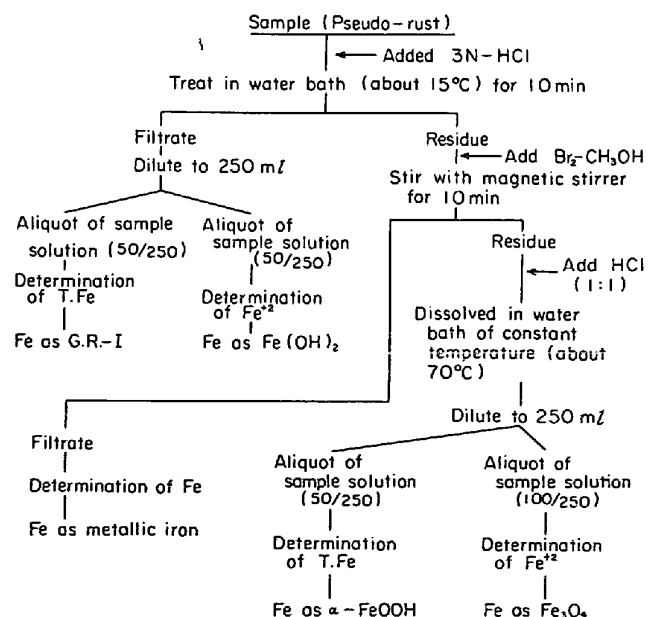 Sample (Pseudo-rust)
Added 3N-HCl
Treat in water bath (about 15°C) for 10 min
Filtrate
Dilute to 250 ml
Aliquot of sample
solution (50/250)
Determination
of T.Fe
Fe as G.R.-I
Aliquot of
sample solution
(50/250)
Determination
of Fe+2
Fe as Fe(OH)2
Residue
Add Br2-CH3OH
Stir with magnetic stirrer
for 10 min
Filtrate
Determination of Fe
Fe as metallic iron
Residue
Add HCl
(1:1)
Dissolved in water
bath of constant
temperature (about
70°C)
Dilute to 250 ml
Aliquot of
sample solution
(50/250)
Determination
of T.Fe
Fe as α-FeOOH
Aliquot of
sample solution
(100/250)
Determination
of Fe+2
Fe as Fe3O4